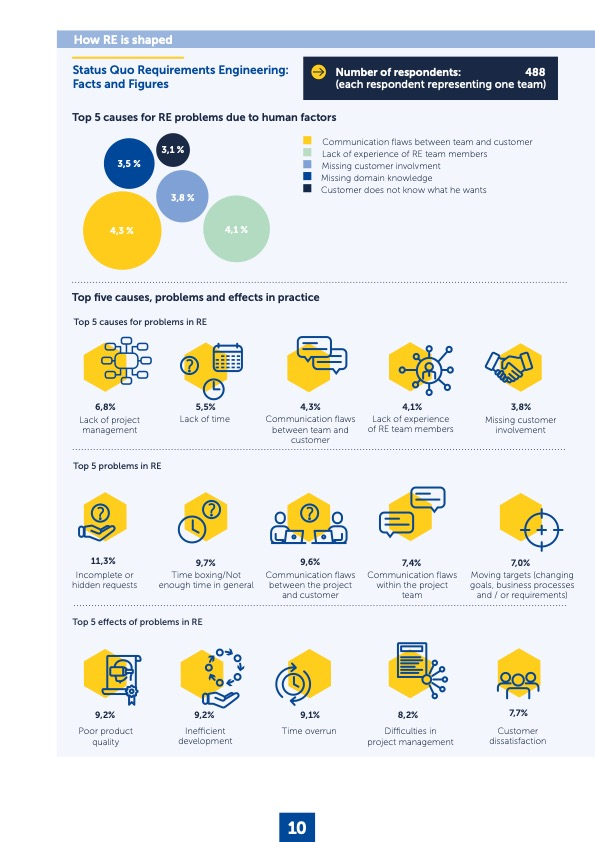 How RE is shaped
Status Quo Requirements Engineering:
Facts and Figures
Number of respondents: 488
(each respondent representing one team)
Top 5 causes for RE problems due to human factors
3,1 %
3,5 %
3,8 %
4,3 %
4,1 %
Communication flaws between team and customer
Lack of experience of RE team members
Missing customer involvment
Missing domain knowledge
Customer does not know what he wants
Top five causes, problems and effects in practice
Top 5 causes for problems in RE
6,8% 5,5% 4,3% 4,1% 3,8%
Lack of project Lack of time Communication flaws Lack of experience Missing customer
management between team and of RE team members involvement
customer
Top 5 problems in RE
? ? ?
11,3% 9,7% 9,6% 7,4% 7,0%
Incomplete or Time boxing/Not Communication flaws Communication flaws Moving targets (changing
hidden requests enough time in general between the project within the project goals, business processes
and customer team and / or requirements)
Top 5 effects of problems in RE
9,2% 9,2% 9,1% 8,2% 7,7%
Poor product Inefficient Time overrun Difficulties in Customer
quality development project management dissatisfaction
10